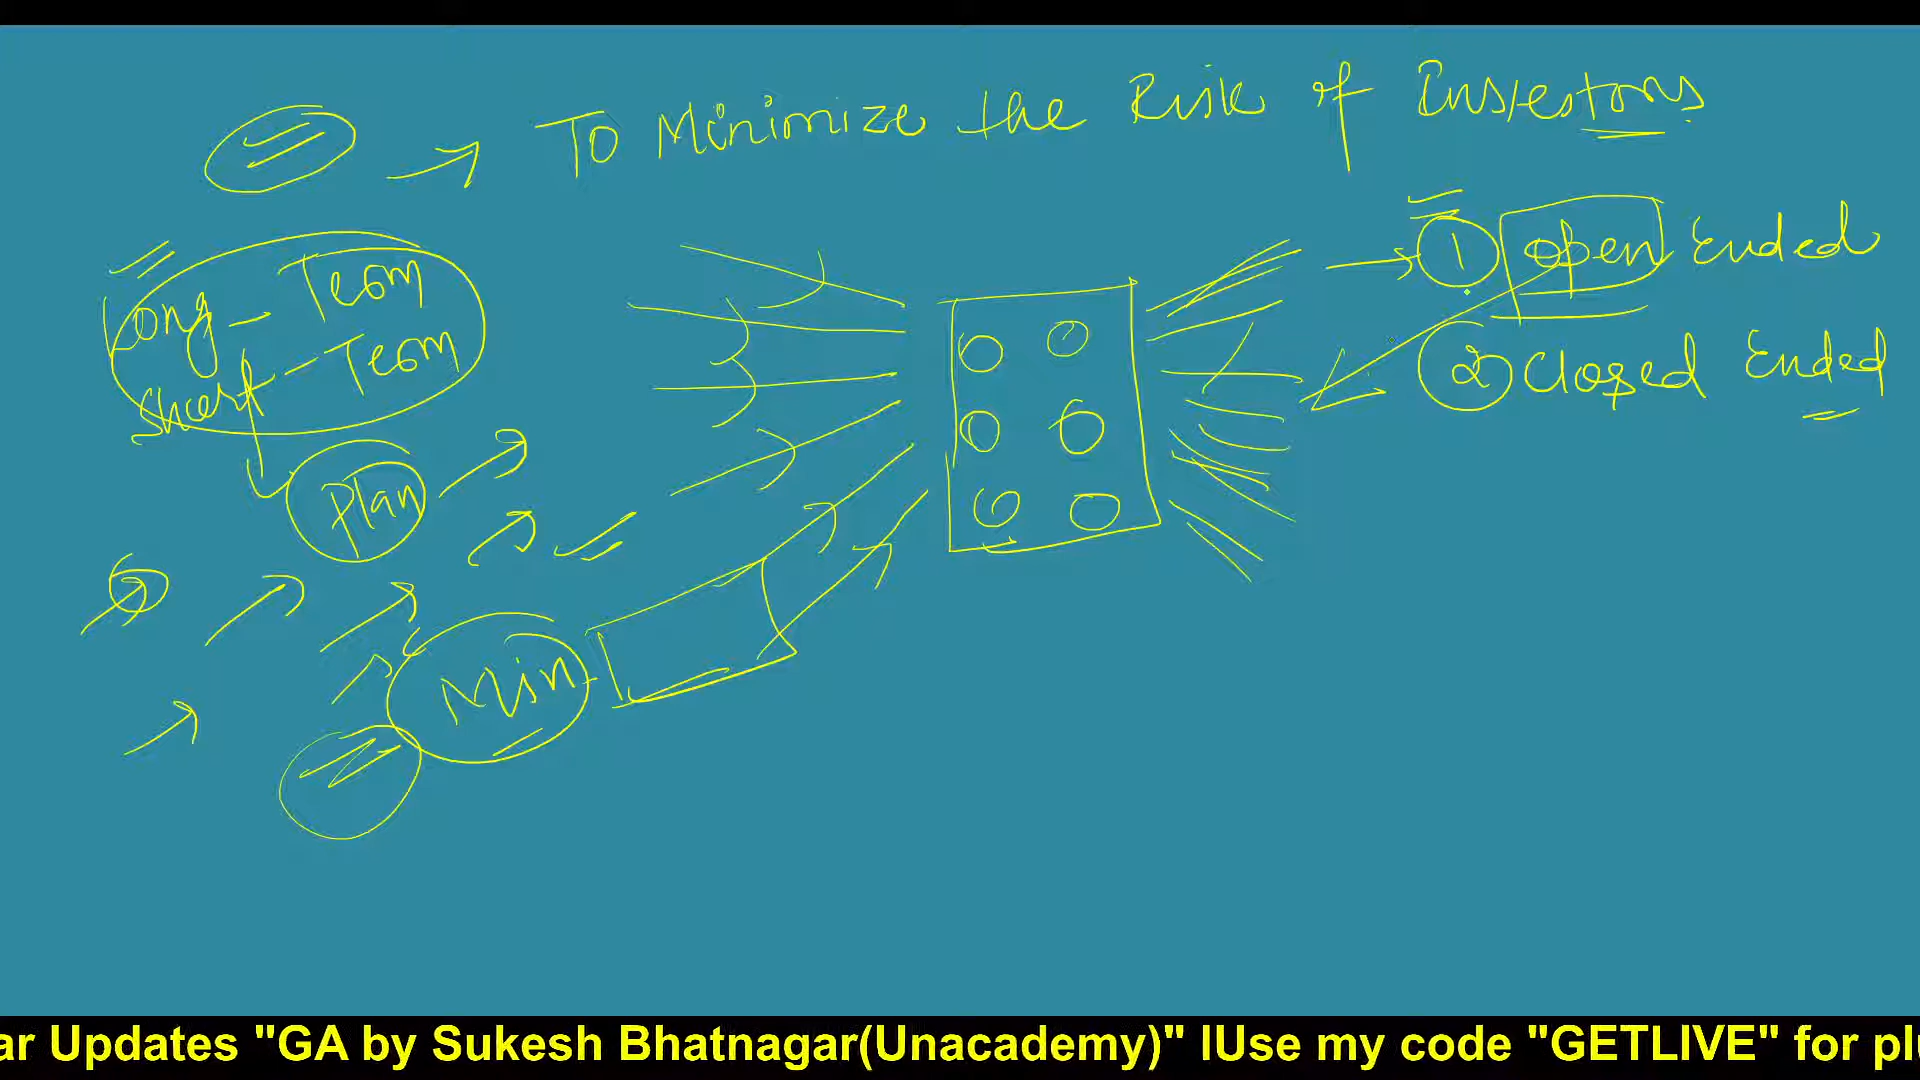 To Minimize the Risk of Investors
1 open Ended
2 Closed Ended
Long - Term
Short - Term
Plan
Min
ar Updates "GA by Sukesh Bhatnagar(Unacademy)" lUse my code "GETLIVE" for pl